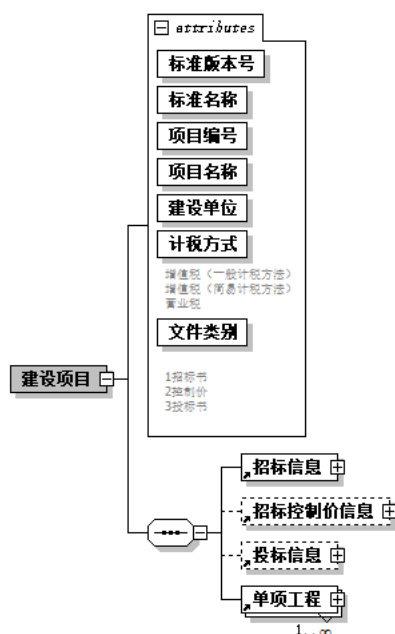 attributes
标准版本号
标准名称
项目编号
项目名称
建设单位
计税方式
增值税（一般计税方法）
增值税（简易计税方法）
营业税
文件类别
1招标书
2控制价
3投标书
建设项目
招标信息
招标控制价信息
投标信息
单项工程
1..∞